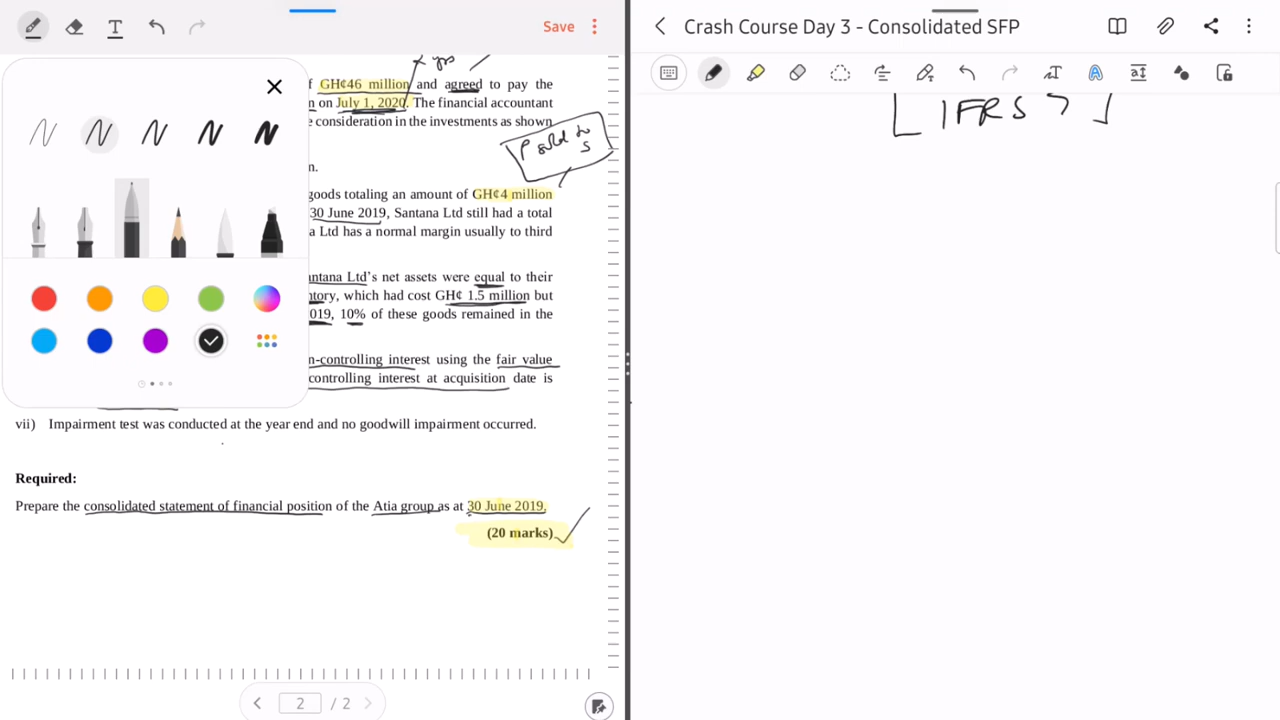 Save
Crash Course Day 3 - Consolidated SFP
+ yrs
f GH¢46 million and agreed to pay the
n on July 1, 2020. The financial accountant
e consideration in the investments as shown
[ IFRS 7 ]
P sold to
S
n.
goods totaling an amount of GH¢4 million
30 June 2019, Santana Ltd still had a total
a Ltd has a normal margin usually to third
ntana Ltd's net assets were equal to their
ntory, which had cost GH¢ 1.5 million but
019, 10% of these goods remained in the
n-controlling interest using the fair value
controlling interest at acquisition date is
vii) Impairment test was conducted at the year end and no goodwill impairment occurred.
Required:
Prepare the consolidated statement of financial position of the Atia group as at 30 June 2019.
(20 marks)
2 / 2